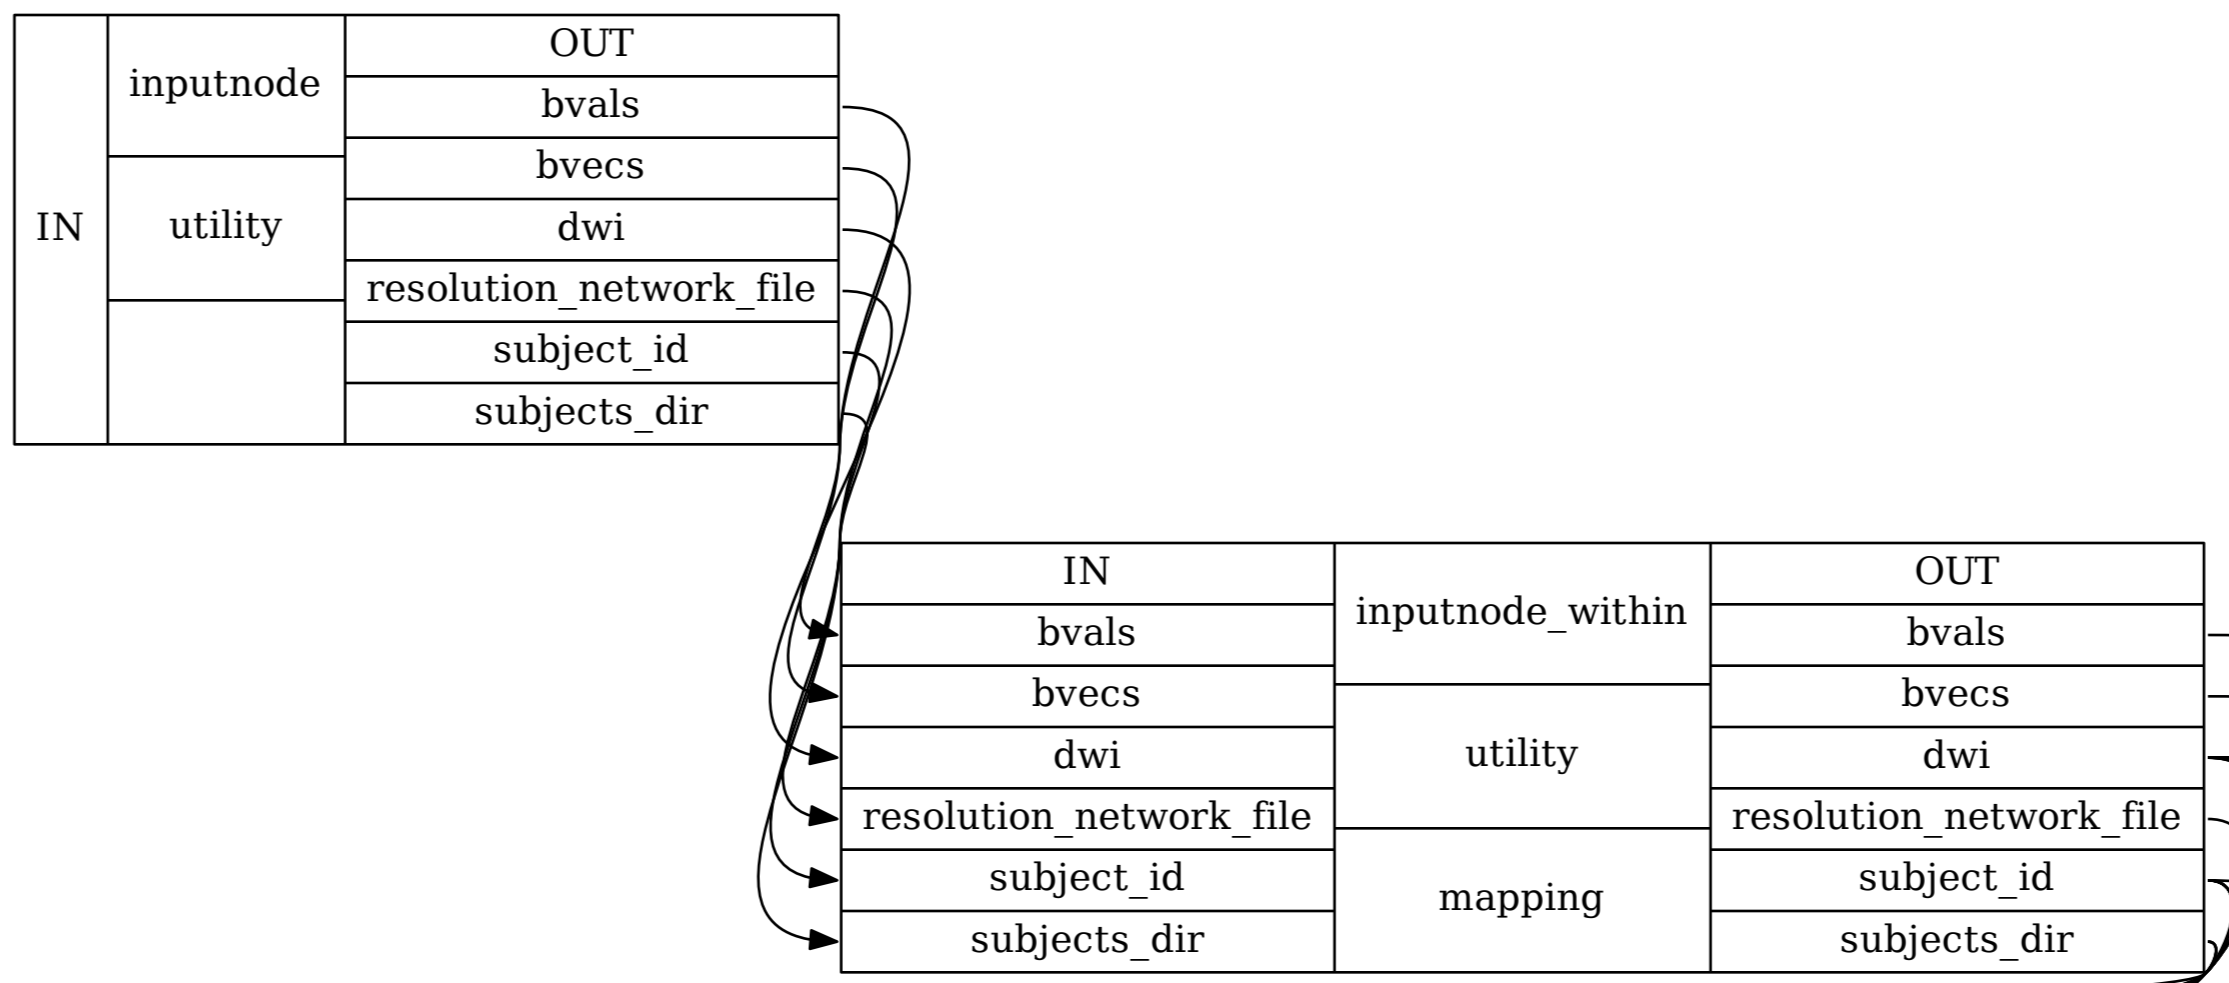 IN
inputnode
utility
OUT
bvals
bvecs
dwi
resolution_network_file
subject_id
subjects_dir
IN
bvals
bvecs
dwi
resolution_network_file
subject_id
subjects_dir
inputnode_within
utility
mapping
OUT
bvals
bvecs
dwi
resolution_network_file
subject_id
subjects_dir